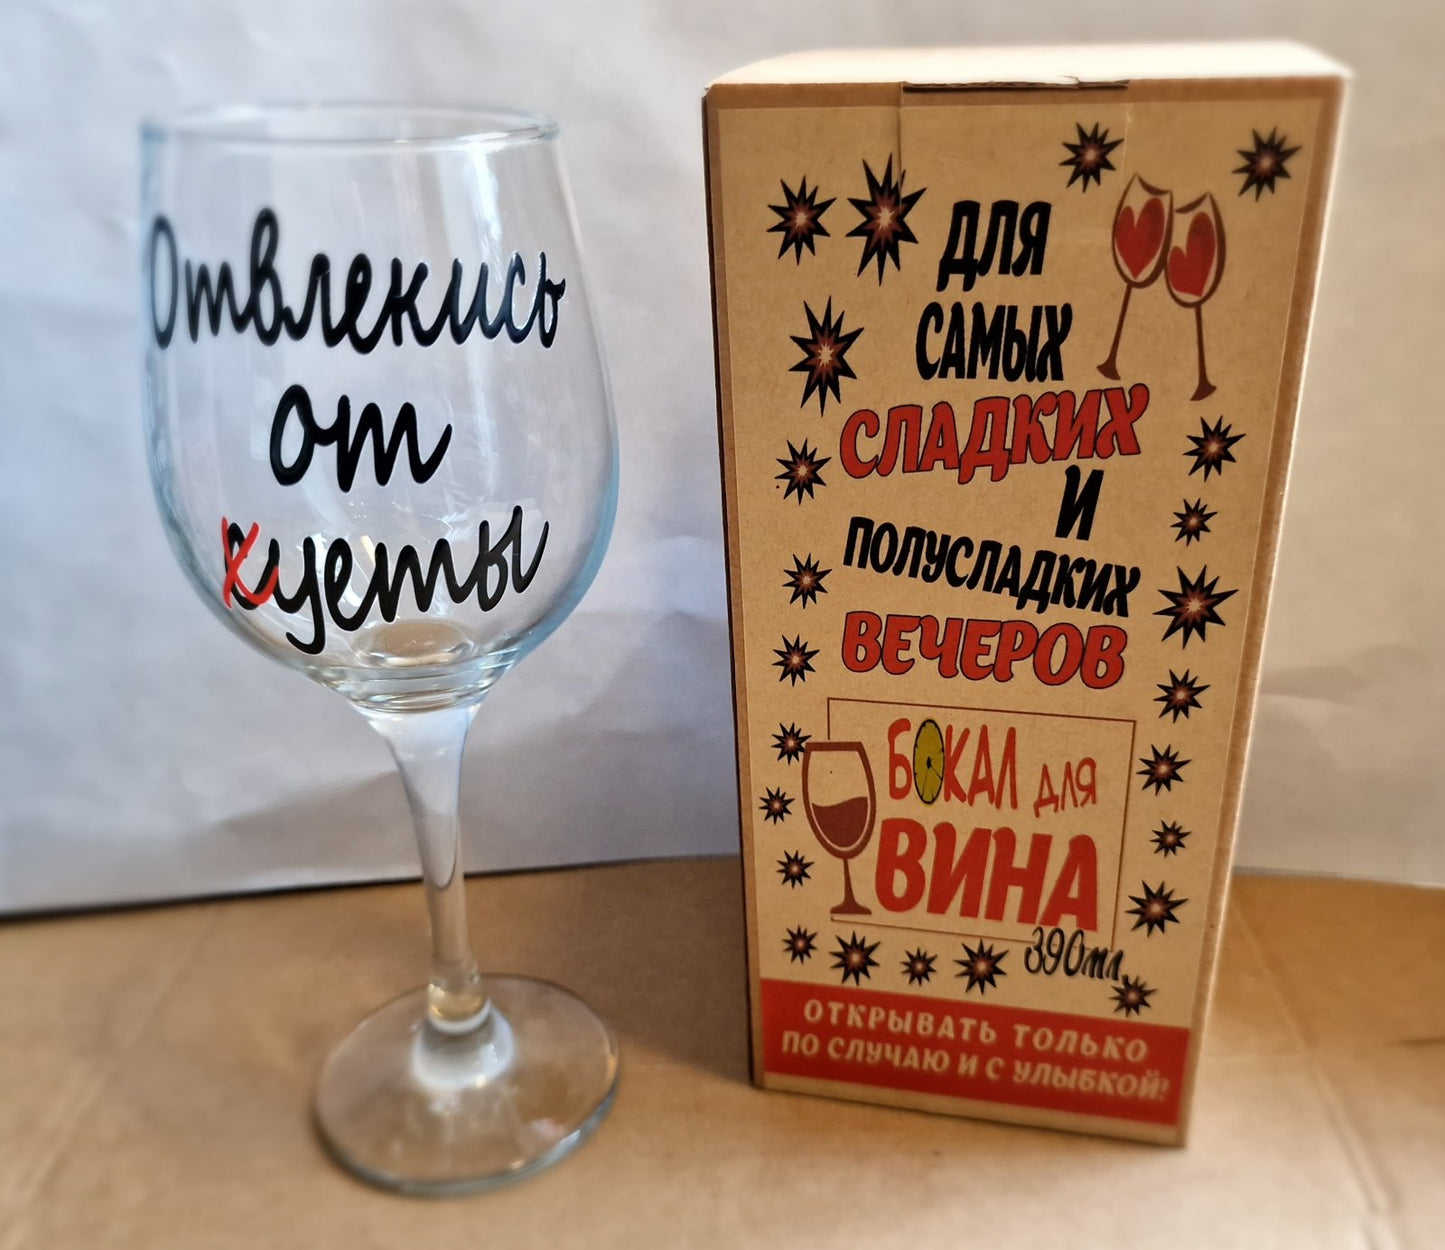 Отвлекись
от
хуеты
ДЛЯ
САМЫХ
СЛАДКИХ
И
ПОЛУСЛАДКИХ
ВЕЧЕРОВ
БОКАЛ ДЛЯ
ВИНА
390мл.
ОТКРЫВАТЬ ТОЛЬКО
ПО СЛУЧАЮ И С УЛЫБКОЙ!